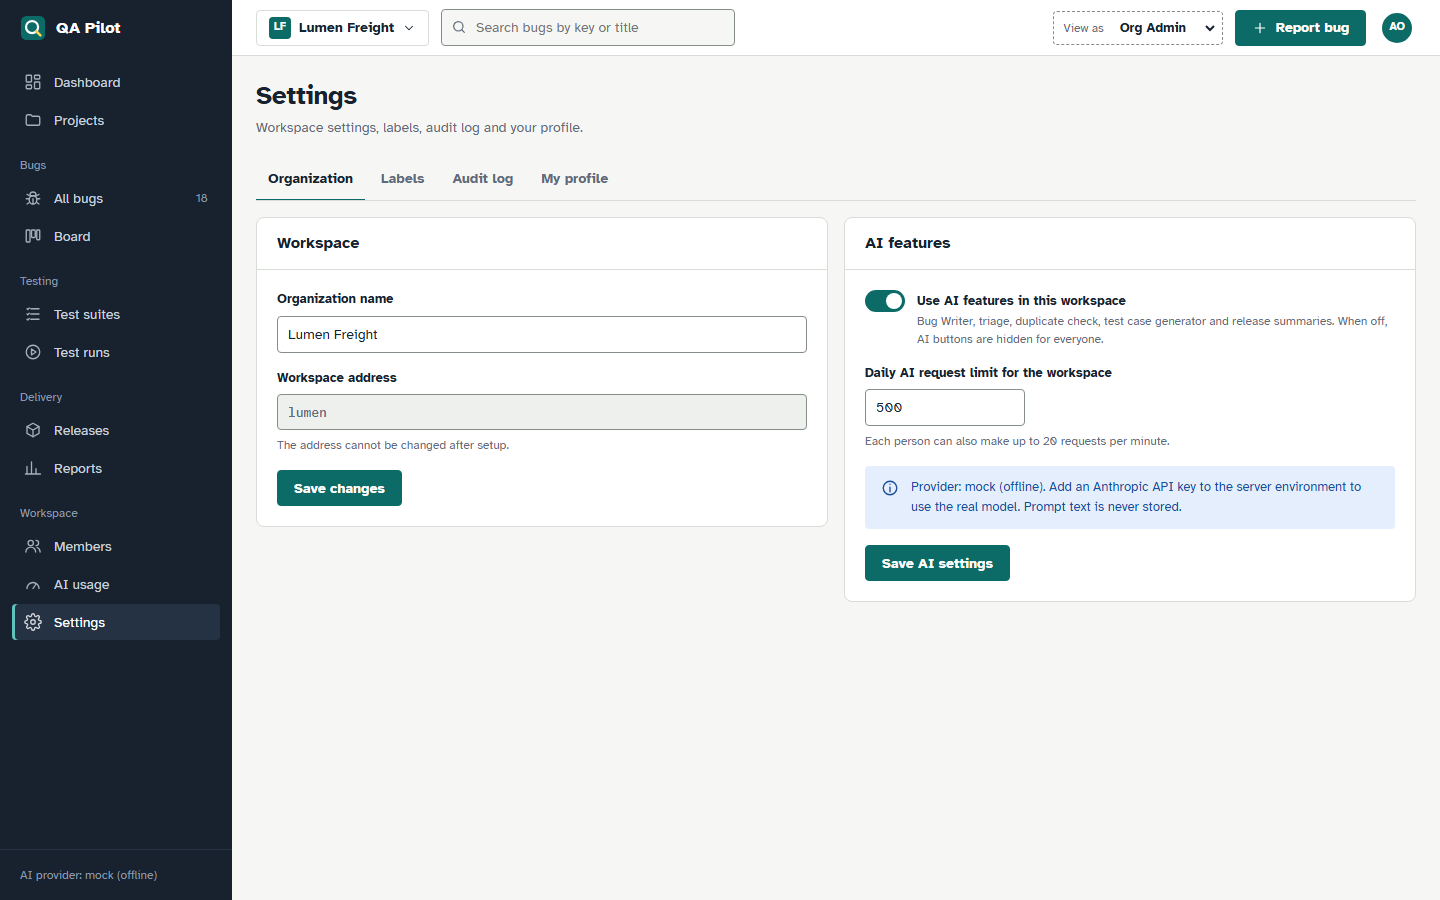 QA Pilot
Dashboard
Projects
Bugs
All bugs 18
Board
Testing
Test suites
Test runs
Delivery
Releases
Reports
Workspace
Members
AI usage
Settings
AI provider: mock (offline)
LF Lumen Freight
Search bugs by key or title
View as Org Admin
Report bug
AO
Settings
Workspace settings, labels, audit log and your profile.
Organization Labels Audit log My profile
Workspace
Organization name
Lumen Freight
Workspace address
lumen
The address cannot be changed after setup.
Save changes
AI features
Use AI features in this workspace
Bug Writer, triage, duplicate check, test case generator and release summaries. When off,
AI buttons are hidden for everyone.
Daily AI request limit for the workspace
500
Each person can also make up to 20 requests per minute.
Provider: mock (offline). Add an Anthropic API key to the server environment to
use the real model. Prompt text is never stored.
Save AI settings